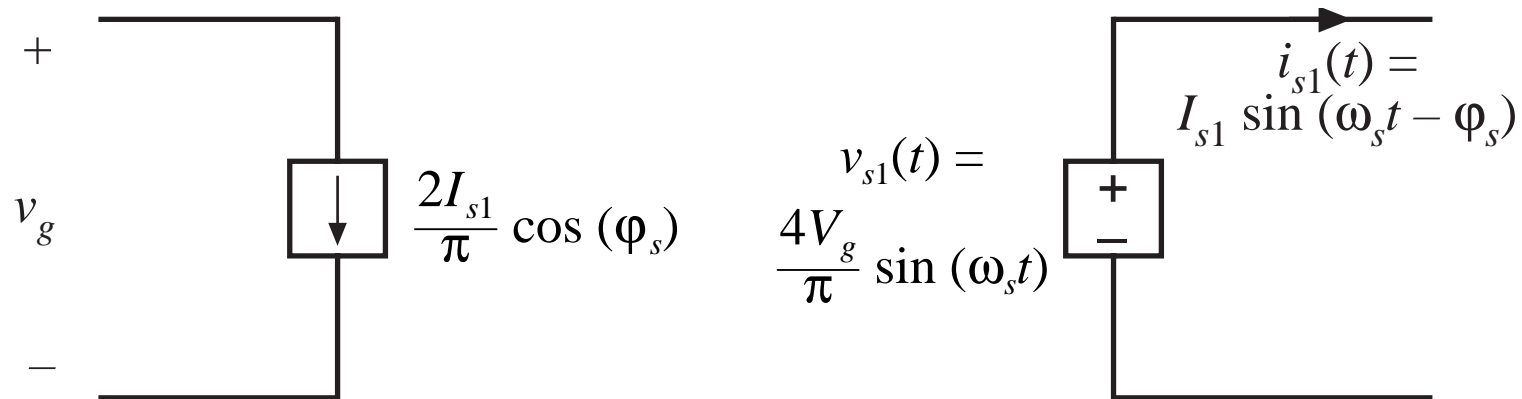 +
v_g
–
2I_{s1}/π cos (φ_s)
v_{s1}(t) =
4V_g/π sin (ω_s t)
+
–
i_{s1}(t) =
I_{s1} sin (ω_s t – φ_s)